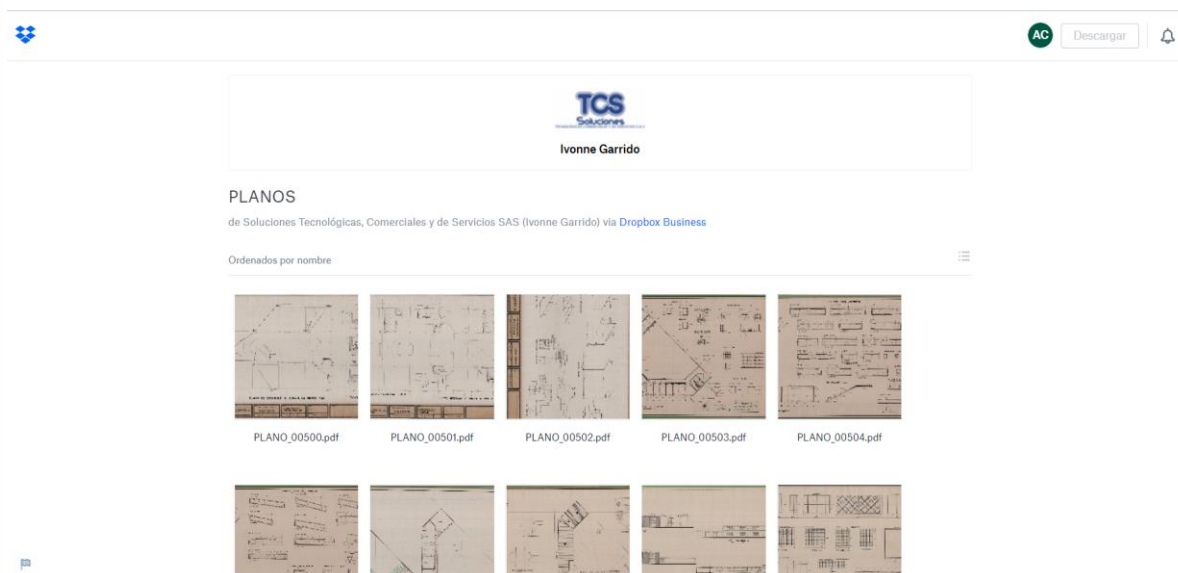 AC
Descargar
TCS
Soluciones
Ivonne Garrido
PLANOS
de Soluciones Tecnológicas, Comerciales y de Servicios SAS (Ivonne Garrido) via Dropbox Business
Ordenados por nombre
PLANO_00500.pdf PLANO_00501.pdf PLANO_00502.pdf PLANO_00503.pdf PLANO_00504.pdf